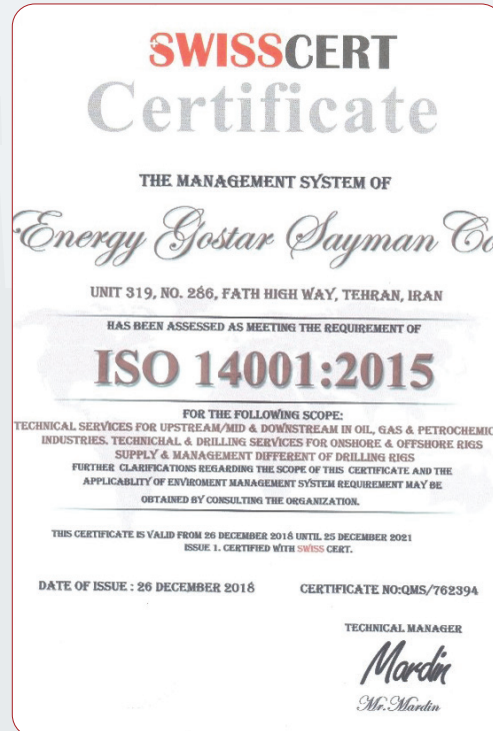 SWISSCERT
Certificate
THE MANAGEMENT SYSTEM OF
Energy Gostar Sayman Co
UNIT 319, NO. 286, FATH HIGH WAY, TEHRAN, IRAN
HAS BEEN ASSESSED AS MEETING THE REQUIREMENT OF
ISO 14001:2015
FOR THE FOLLOWING SCOPE:
TECHNICAL SERVICES FOR UPSTREAM/MID & DOWNSTREAM IN OIL, GAS & PETROCHEMIC
INDUSTRIES. TECHNICHAL & DRILLING SERVICES FOR ONSHORE & OFFSHORE RIGS
SUPPLY & MANAGEMENT DIFFERENT OF DRILLING RIGS
FURTHER CLARIFICATIONS REGARDING THE SCOPE OF THIS CERTIFICATE AND THE
APPLICABLITY OF ENVIROMENT MANAGEMENT SYSTEM REQUIREMENT MAY BE
OBTAINED BY CONSULTING THE ORGANIZATION.
THIS CERTIFICATE IS VALID FROM 26 DECEMBER 2018 UNTIL 25 DECEMBER 2021
ISSUE 1. CERTIFIED WITH SWISS CERT.
DATE OF ISSUE : 26 DECEMBER 2018 CERTIFICATE NO:QMS/762394
TECHNICAL MANAGER
Mardin
Mr.Mardin